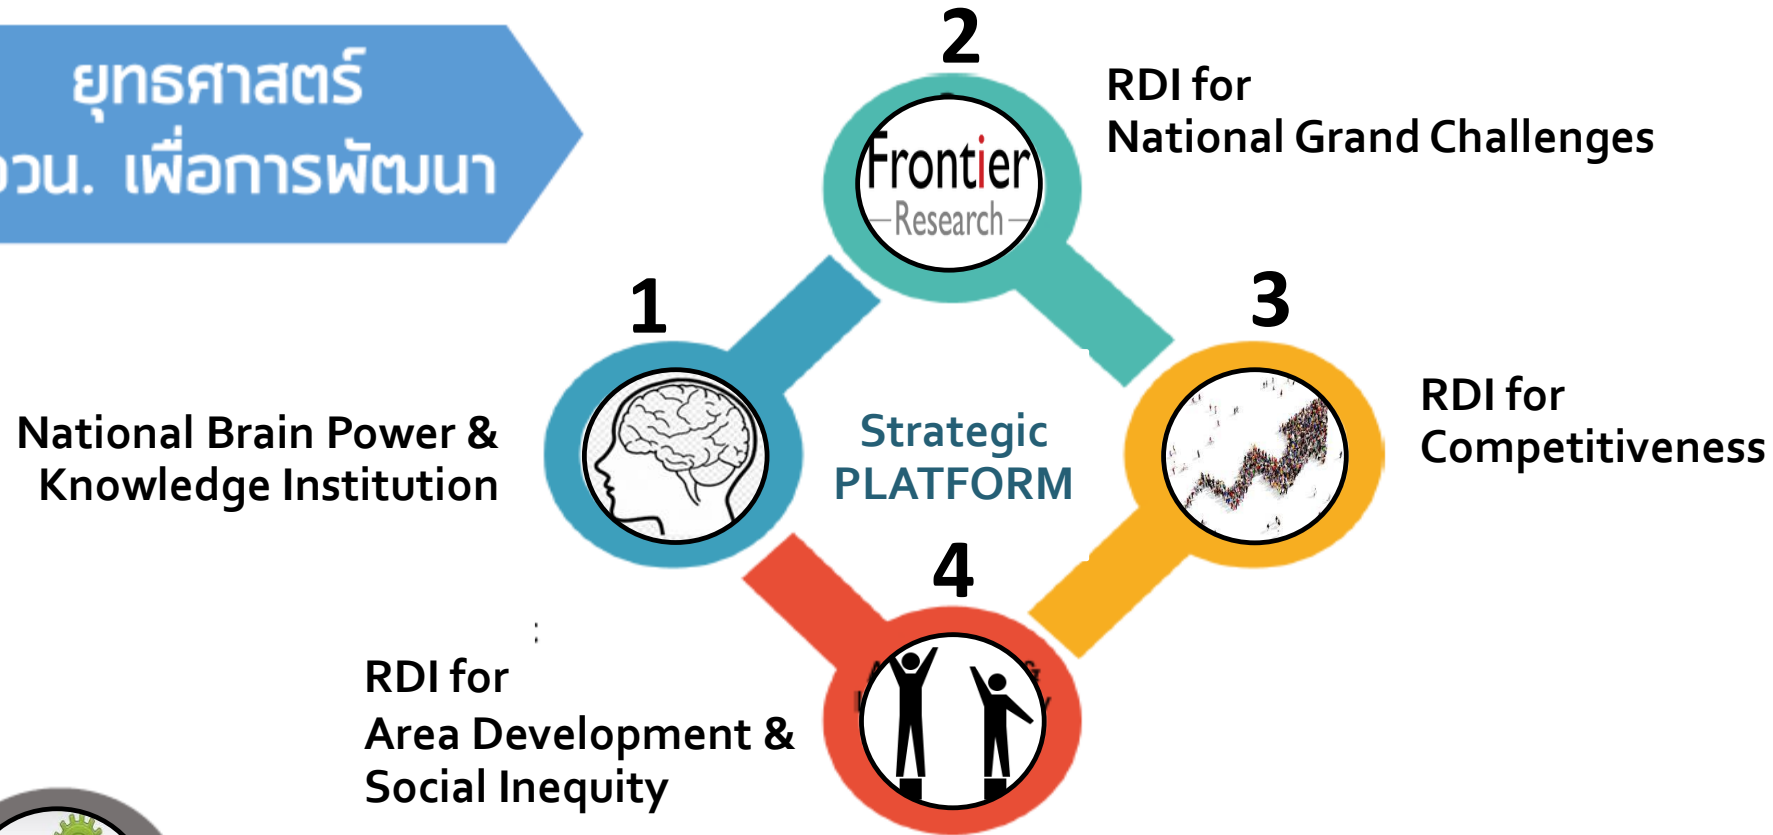 ยุทธศาสตร์
อวน. เพื่อการพัฒนา
2
RDI for
National Grand Challenges
Frontier
Research
1
3
National Brain Power &
Knowledge Institution
Strategic
PLATFORM
RDI for
Competitiveness
4
:
RDI for
Area Development &
Social Inequity